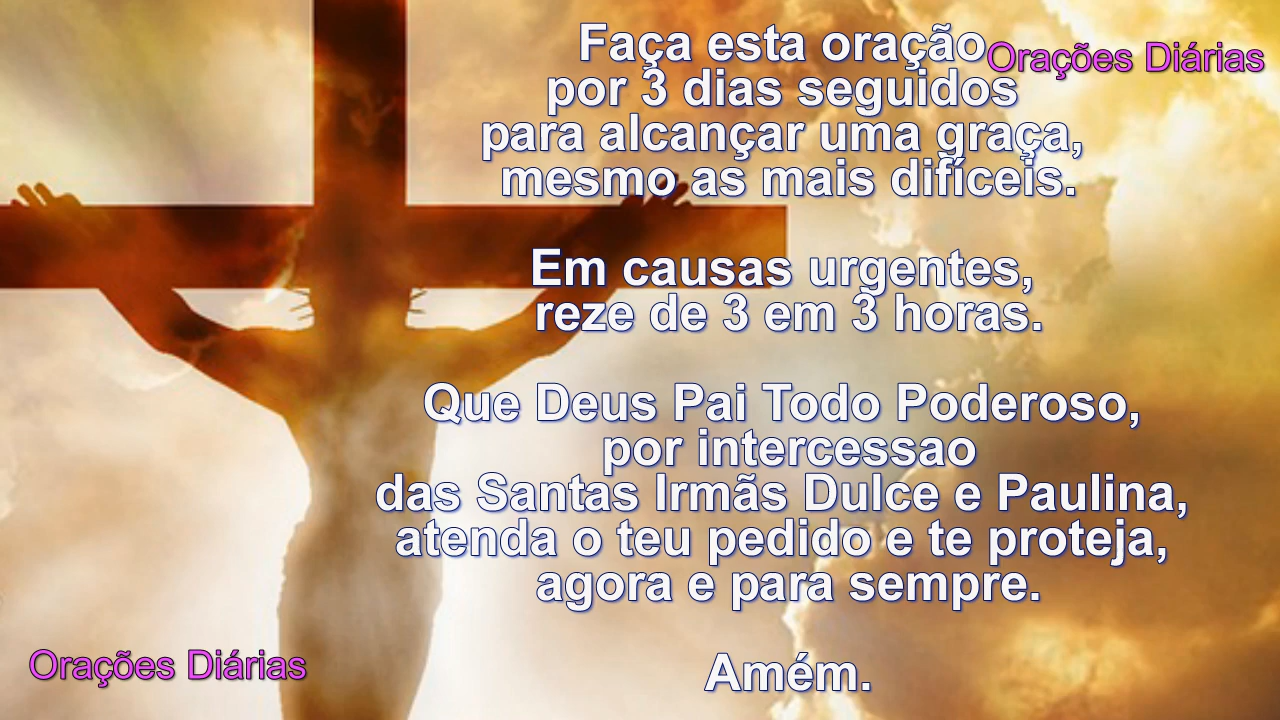 Faça esta oração
Orações Diárias
por 3 dias seguidos
para alcançar uma graça,
mesmo as mais difíceis.
Em causas urgentes,
reze de 3 em 3 horas.
Que Deus Pai Todo Poderoso,
por intercessao
das Santas Irmãs Dulce e Paulina,
atenda o teu pedido e te proteja,
agora e para sempre.
Amém.
Orações Diárias